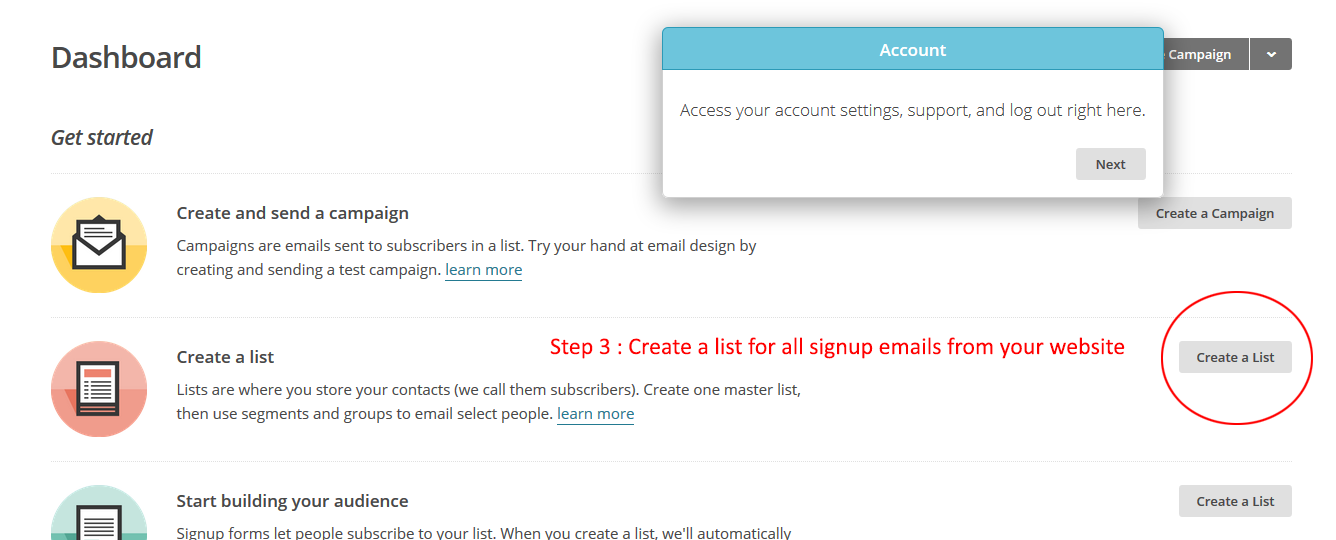 Dashboard
Account
Campaign
Access your account settings, support, and log out right here.
Get started
Next
Create and send a campaign
Create a Campaign
Campaigns are emails sent to subscribers in a list. Try your hand at email design by
creating and sending a test campaign. learn more
Step 3 : Create a list for all signup emails from your website
Create a list
Create a List
Lists are where you store your contacts (we call them subscribers). Create one master list,
then use segments and groups to email select people. learn more
Start building your audience
Create a List
Signup forms let people subscribe to your list. When you create a list, we'll automatically